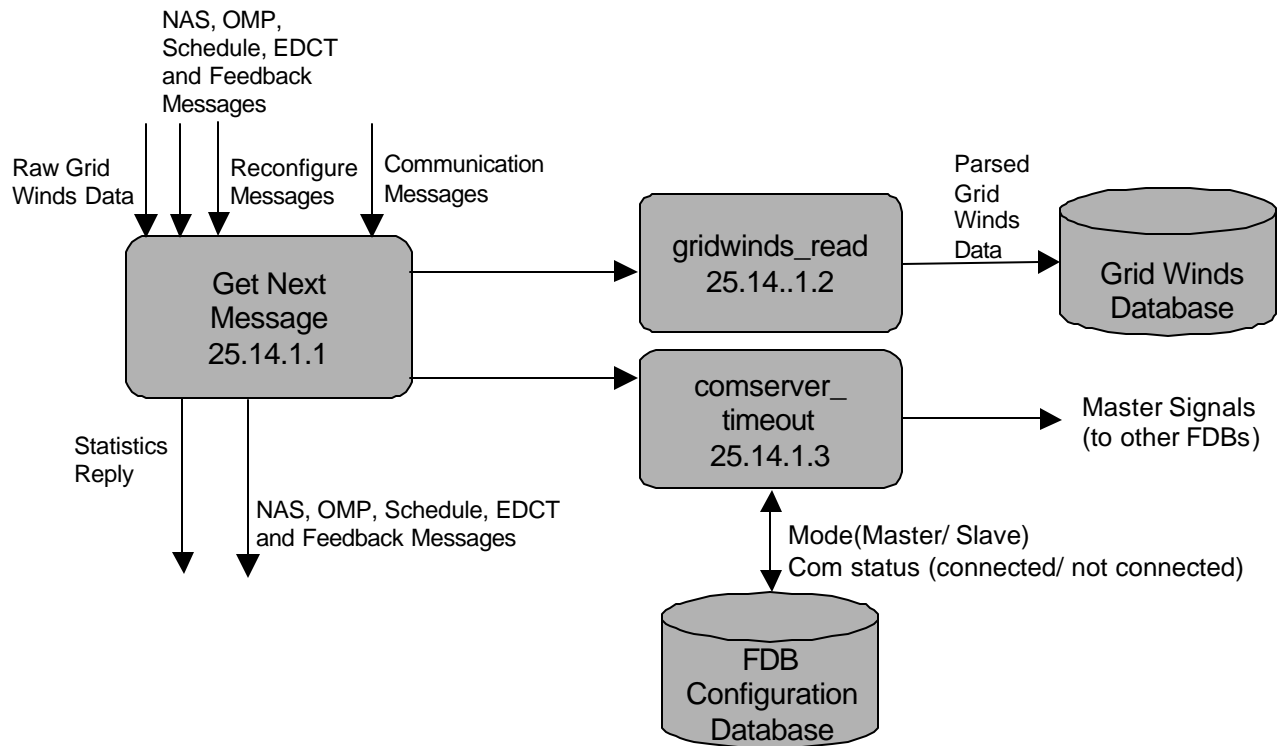 NAS, OMP,
Schedule, EDCT
and Feedback
Messages
Raw Grid
Winds Data
Reconfigure
Messages
Communication
Messages
Get Next
Message
25.14.1.1
gridwinds_read
25.14..1.2
Parsed
Grid
Winds
Data
Grid Winds
Database
comserver_
timeout
25.14.1.3
Master Signals
(to other FDBs)
Statistics
Reply
NAS, OMP, Schedule, EDCT
and Feedback Messages
Mode(Master/ Slave)
Com status (connected/ not connected)
FDB
Configuration
Database